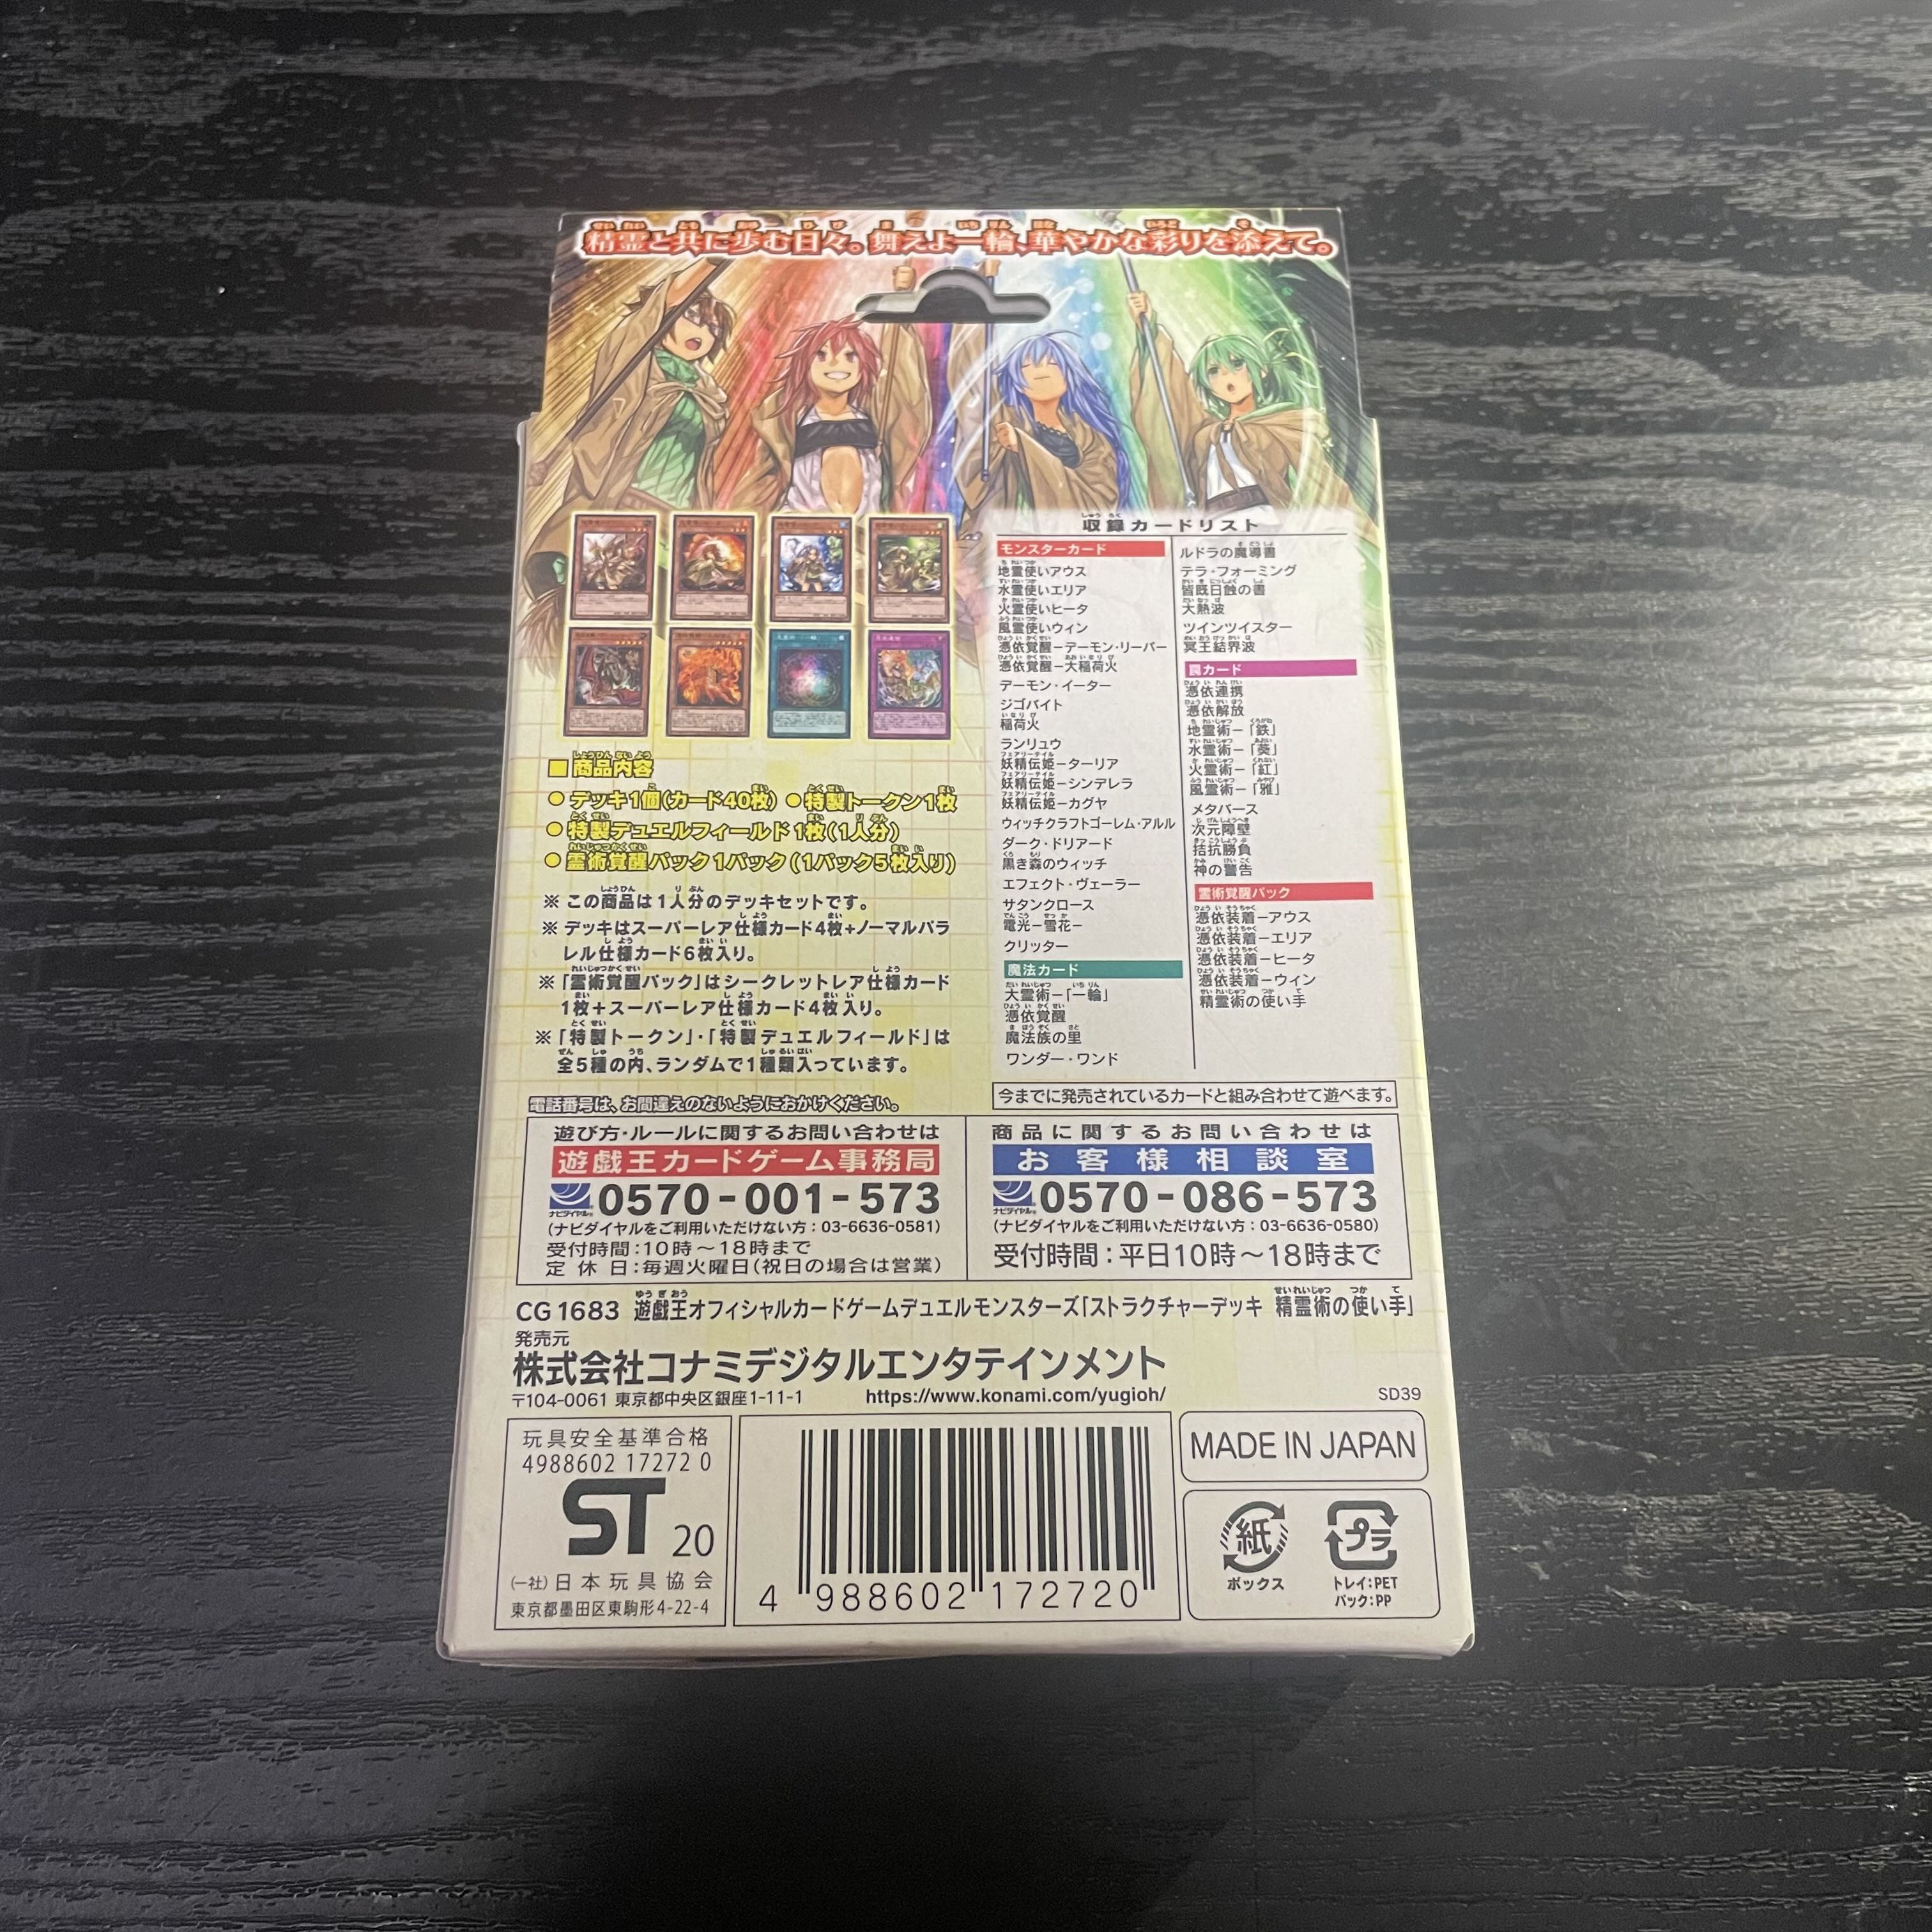 精霊と共に歩む日々。舞えよ一輪、華やかな彩りを添えて。
■商品内容
●デッキ1個(カード40枚) ●特製トークン1枚
●特製デュエルフィールド1枚(1人分)
●霊術覚醒パック1パック(1パック5枚入り)
※この商品は1人分のデッキセットです。
※デッキはスーパーレア仕様カード4枚+ノーマルパラ
レル仕様カード6枚入り。
※「霊術覚醒パック」はシークレットレア仕様カード
1枚+スーパーレア仕様カード4枚入り。
※「特製トークン」・「特製デュエルフィールド」は
全5種の内、ランダムで1種類入っています。
収録カードリスト
モンスターカード
地霊使いアウス
水霊使いエリア
火霊使いヒータ
風霊使いウィン
憑依覚醒-デーモン・リーパー
憑依覚醒-大稲荷火
デーモン・イーター
ジゴバイト
稲荷火
ランリュウ
妖精伝姫-ターリア
妖精伝姫-シンデレラ
妖精伝姫-カグヤ
ウィッチクラフトゴーレム・アルル
ダーク・ドリアード
黒き森のウィッチ
エフェクト・ヴェーラー
サタンクロース
電光-雪花-
クリッター
魔法カード
大霊術-「一輪」
憑依覚醒
魔法族の里
ワンダー・ワンド
ルドラの魔導書
テラ・フォーミング
皆既日蝕の書
大熱波
ツインツイスター
冥王結界波
罠カード
憑依連携
憑依解放
地霊術-「鉄」
水霊術-「葵」
火霊術-「紅」
風霊術-「雅」
メタバース
次元障壁
拮抗勝負
神の警告
霊術覚醒パック
憑依装着-アウス
憑依装着-エリア
憑依装着-ヒータ
憑依装着-ウィン
精霊術の使い手
今までに発売されているカードと組み合わせて遊べます。
電話番号は、お間違えのないようにおかけください。
遊び方・ルールに関するお問い合わせは
遊戯王カードゲーム事務局
ナビダイヤル 0570-001-573
(ナビダイヤルをご利用いただけない方:03-6636-0581)
受付時間:10時~18時まで
定休日:毎週火曜日(祝日の場合は営業)
商品に関するお問い合わせは
お客様相談室
ナビダイヤル 0570-086-573
(ナビダイヤルをご利用いただけない方:03-6636-0580)
受付時間:平日10時~18時まで
CG1683 遊戯王オフィシャルカードゲームデュエルモンスターズ「ストラクチャーデッキ 精霊術の使い手」
発売元
株式会社コナミデジタルエンタテインメント
〒104-0061 東京都中央区銀座1-11-1 https://www.konami.com/yugioh/ SD39
玩具安全基準合格
4988602 17272 0
ST 20
(一社)日本玩具協会
東京都墨田区東駒形4-22-4
4 988602 172720
MADE IN JAPAN
紙
ボックス
プラ
トレイ:PET
パック:PP